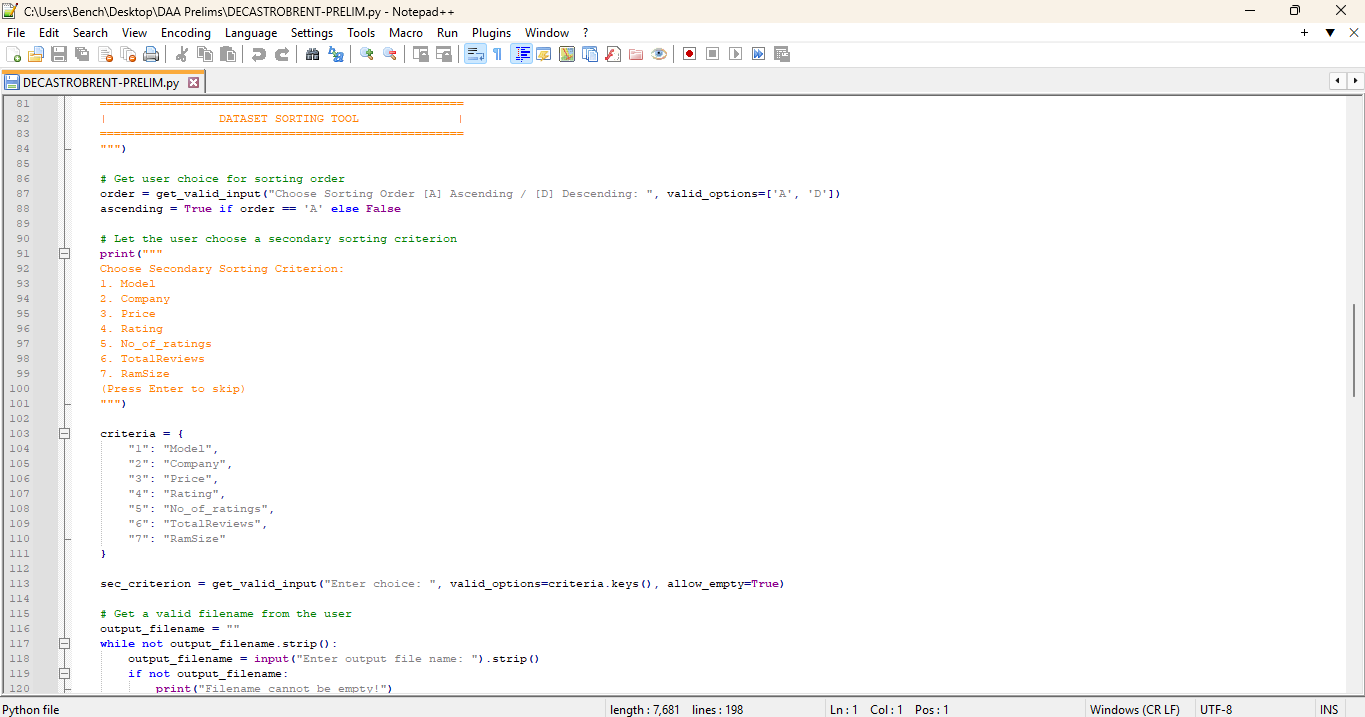 C:\Users\Bench\Desktop\DAA Prelims\DECASTROBRENT-PRELIM.py - Notepad++
File Edit Search View Encoding Language Settings Tools Macro Run Plugins Window ?
DECASTROBRENT-PRELIM.py
81 ====================================================
82 | DATASET SORTING TOOL |
83 ====================================================
84 """)
85
86 # Get user choice for sorting order
87 order = get_valid_input("Choose Sorting Order [A] Ascending / [D] Descending: ", valid_options=['A', 'D'])
88 ascending = True if order == 'A' else False
89
90 # Let the user choose a secondary sorting criterion
91 print("""
92 Choose Secondary Sorting Criterion:
93 1. Model
94 2. Company
95 3. Price
96 4. Rating
97 5. No_of_ratings
98 6. TotalReviews
99 7. RamSize
100 (Press Enter to skip)
101 """)
102
103 criteria = {
104 "1": "Model",
105 "2": "Company",
106 "3": "Price",
107 "4": "Rating",
108 "5": "No_of_ratings",
109 "6": "TotalReviews",
110 "7": "RamSize"
111 }
112
113 sec_criterion = get_valid_input("Enter choice: ", valid_options=criteria.keys(), allow_empty=True)
114
115 # Get a valid filename from the user
116 output_filename = ""
117 while not output_filename.strip():
118 output_filename = input("Enter output file name: ").strip()
119 if not output_filename:
120 print("Filename cannot be empty!")
Python file length : 7,681 lines : 198 Ln : 1 Col : 1 Pos : 1 Windows (CR LF) UTF-8 INS